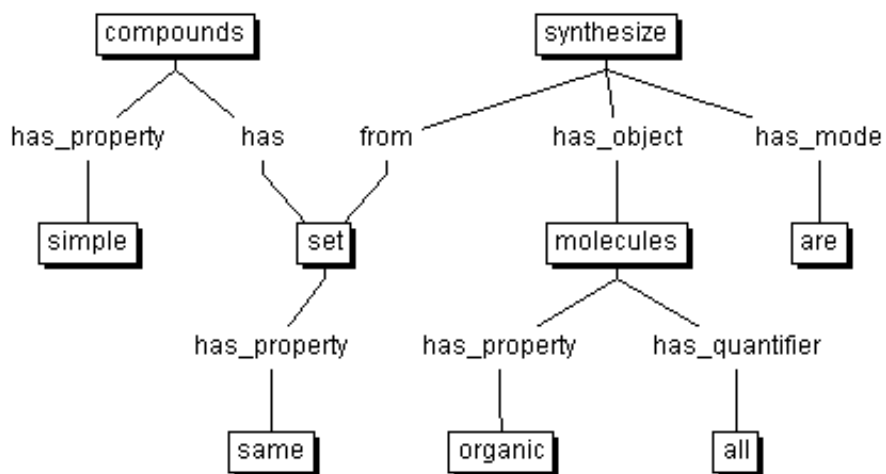 compounds synthesize
has_property has from has_object has_mode
simple set molecules are
has_property has_property has_quantifier
same organic all